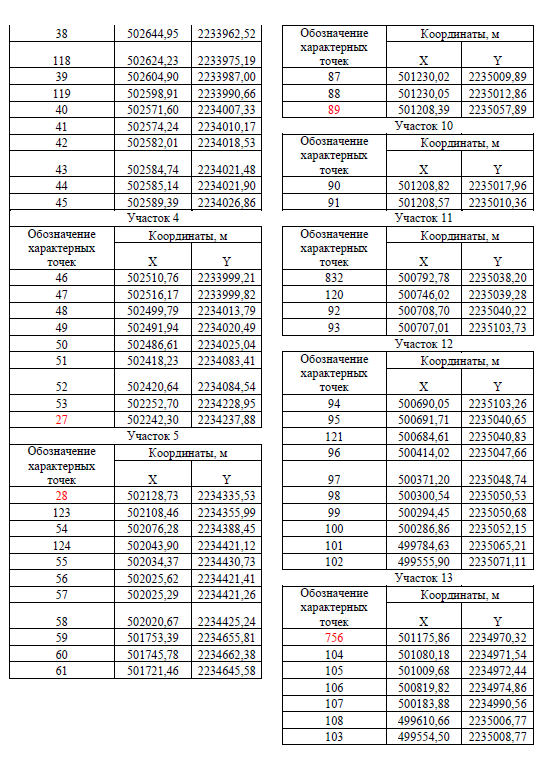 38 502644,95 2233962,52
118 502624,23 2233975,19
39 502604,90 2233987,00
119 502598,91 2233990,66
40 502571,60 2234007,33
41 502574,24 2234010,17
42 502582,01 2234018,53
43 502584,74 2234021,48
44 502585,14 2234021,90
45 502589,39 2234026,86
Участок 4
Обозначение характерных точек
Координаты, м
X Y
46 502510,76 2233999,21
47 502516,17 2233999,82
48 502499,79 2234013,79
49 502491,94 2234020,49
50 502486,61 2234025,04
51 502418,23 2234083,41
52 502420,64 2234084,54
53 502252,70 2234228,95
27 502242,30 2234237,88
Участок 5
Обозначение характерных точек
Координаты, м
X Y
28 502128,73 2234335,53
123 502108,46 2234355,99
54 502076,28 2234388,45
124 502043,90 2234421,12
55 502034,37 2234430,73
56 502025,62 2234421,41
57 502025,29 2234421,26
58 502020,67 2234425,24
59 501753,39 2234655,81
60 501745,78 2234662,38
61 501721,46 2234645,58
Обозначение характерных точек
Координаты, м
X Y
87 501230,02 2235009,89
88 501230,05 2235012,86
89 501208,39 2235057,89
Участок 10
Обозначение характерных точек
Координаты, м
X Y
90 501208,82 2235017,96
91 501208,57 2235010,36
Участок 11
Обозначение характерных точек
Координаты, м
X Y
832 500792,78 2235038,20
120 500746,02 2235039,28
92 500708,70 2235040,22
93 500707,01 2235103,73
Участок 12
Обозначение характерных точек
Координаты, м
X Y
94 500690,05 2235103,26
95 500691,71 2235040,65
121 500684,61 2235040,83
96 500414,02 2235047,66
97 500371,20 2235048,74
98 500300,54 2235050,53
99 500294,45 2235050,68
100 500286,86 2235052,15
101 499784,63 2235065,21
102 499555,90 2235071,11
Участок 13
Обозначение характерных точек
Координаты, м
X Y
756 501175,86 2234970,32
104 501080,18 2234971,54
105 501009,68 2234972,44
106 500819,82 2234974,86
107 500183,88 2234990,56
108 499610,66 2235006,77
103 499554,50 2235008,77